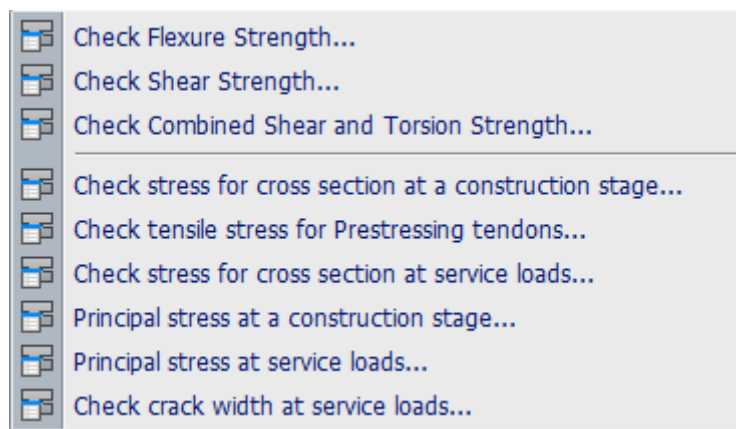 Check Flexure Strength...
Check Shear Strength...
Check Combined Shear and Torsion Strength...
Check stress for cross section at a construction stage...
Check tensile stress for Prestressing tendons...
Check stress for cross section at service loads...
Principal stress at a construction stage...
Principal stress at service loads...
Check crack width at service loads...